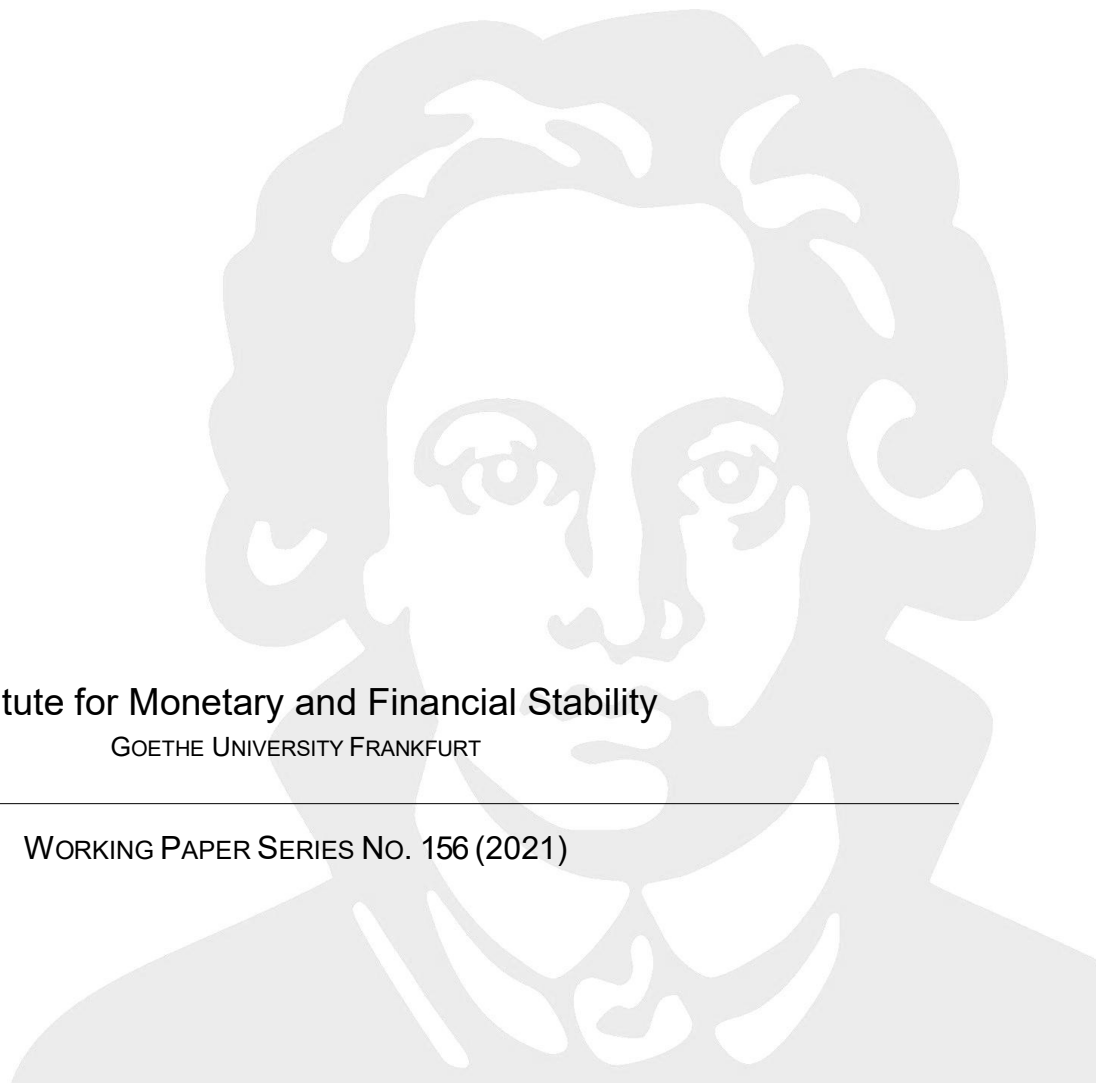 tute for Monetary and Financial Stability
GOETHE UNIVERSITY FRANKFURT
WORKING PAPER SERIES NO. 156 (2021)